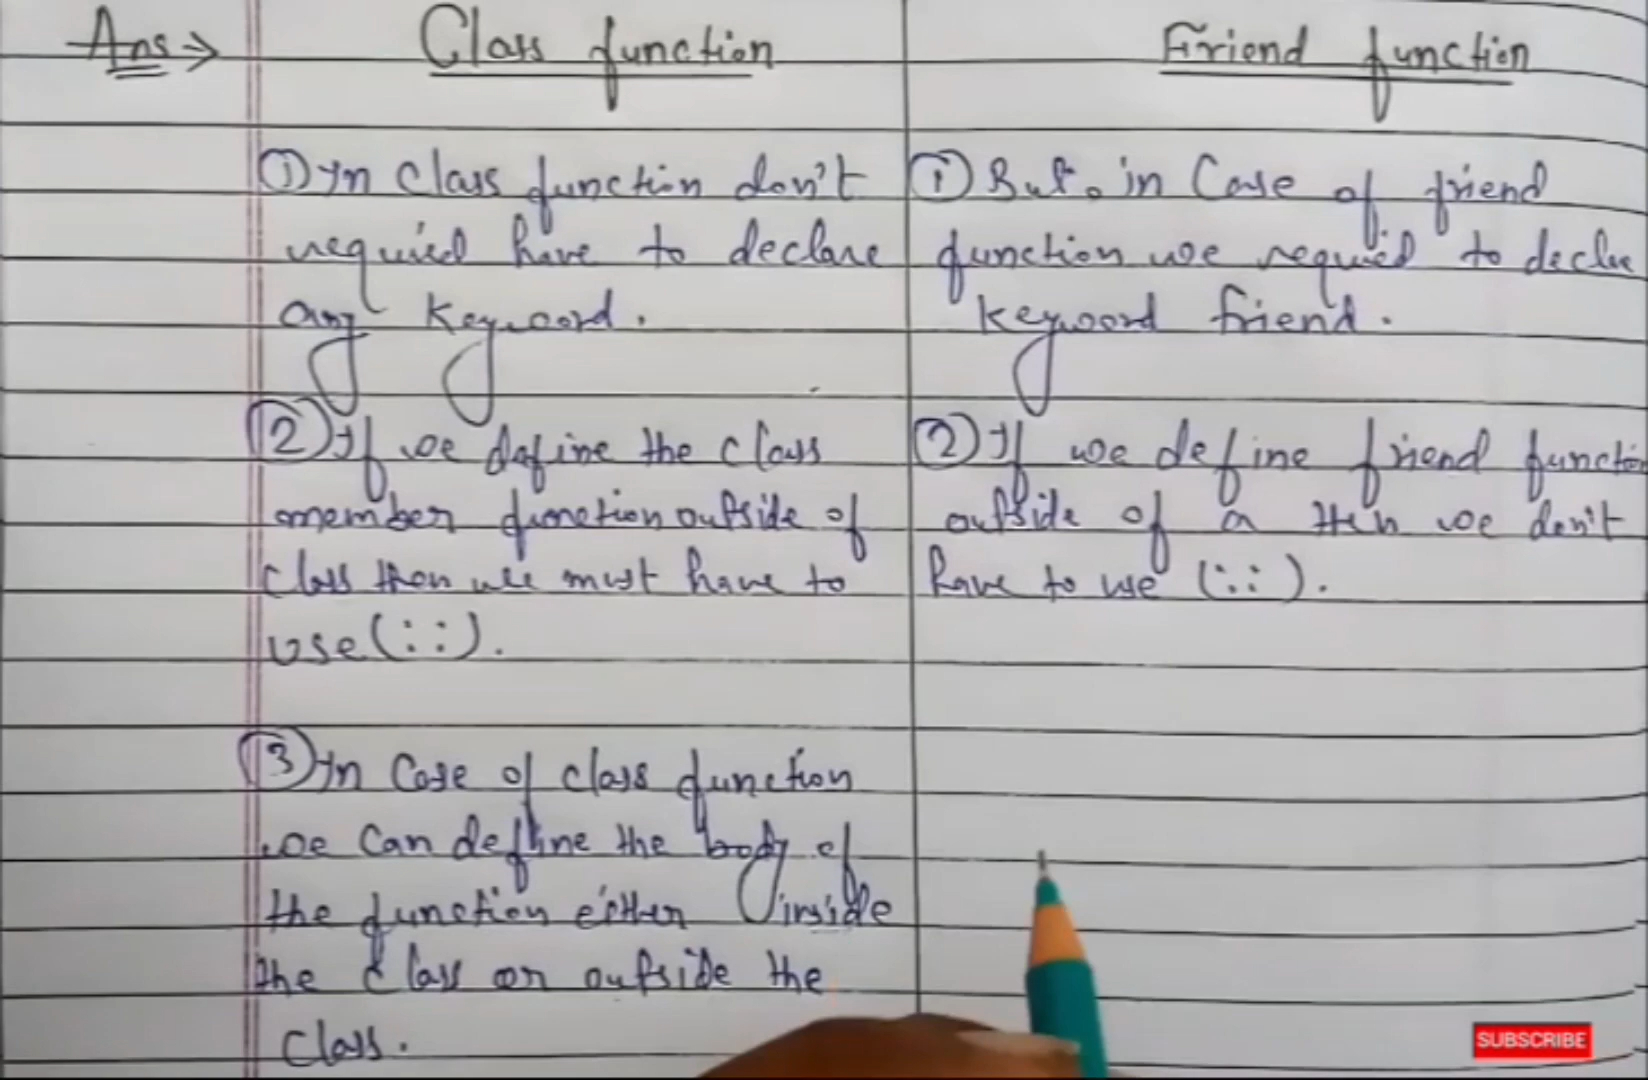 Ans →
Class function
① In class function don't
required have to declare
any keyword.
② If we define the class
member function outside of
class then we must have to
use (::).
③ In Case of class function
we can define the body of
the function either inside
the class or outside the
class.
Friend function
① But. in Case of friend
function we required to declare
keyword friend.
② If we define friend function
outside of a then we don't
have to use (::).
SUBSCRIBE